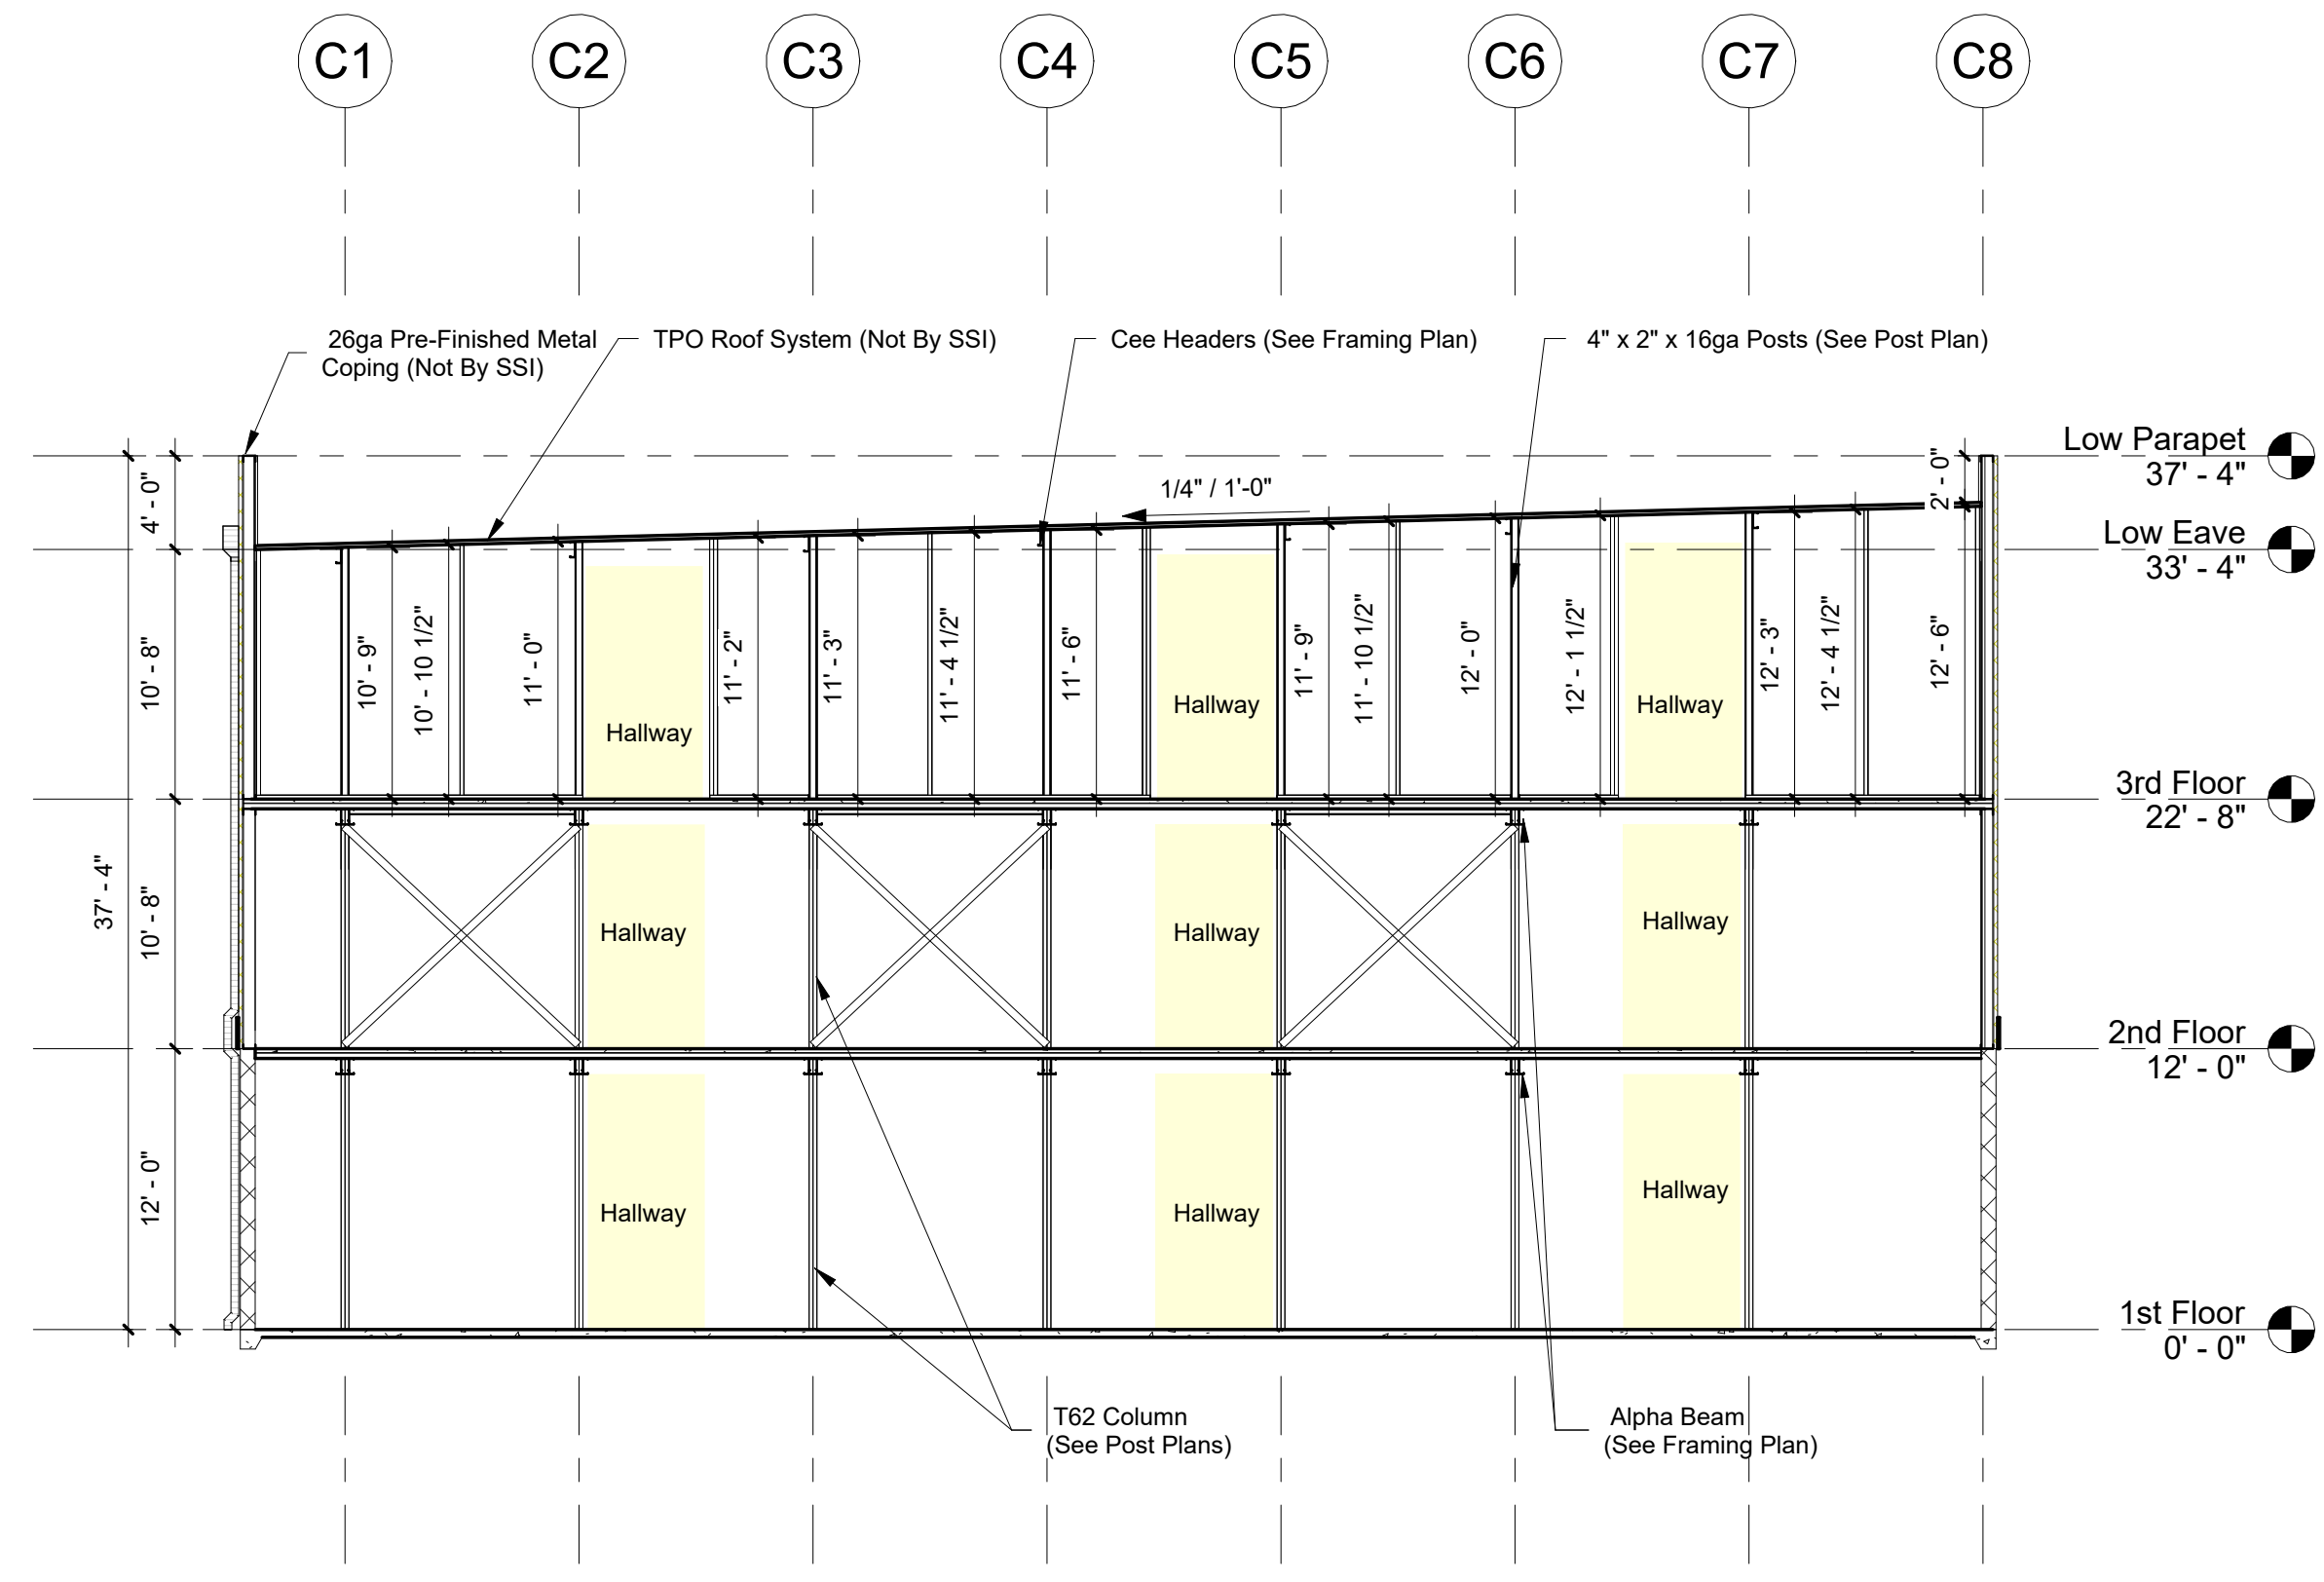 C1
C2
C3
C4
C5
C6
C7
C8
26ga Pre-Finished Metal
Coping (Not By SSI)
TPO Roof System (Not By SSI)
Cee Headers (See Framing Plan)
4" x 2" x 16ga Posts (See Post Plan)
Low Parapet
37' - 4"
Low Eave
33' - 4"
3rd Floor
22' - 8"
2nd Floor
12' - 0"
1st Floor
0' - 0"
1/4" / 1'-0"
2' - 0"
4' - 0"
10' - 8"
10' - 8"
12' - 0"
37' - 4"
10' - 9"
10' - 10 1/2"
11' - 0"
11' - 2"
11' - 3"
11' - 4 1/2"
11' - 6"
11' - 9"
11' - 10 1/2"
12' - 0"
12' - 1 1/2"
12' - 3"
12' - 4 1/2"
12' - 6"
Hallway
Hallway
Hallway
Hallway
Hallway
Hallway
Hallway
Hallway
Hallway
T62 Column
(See Post Plans)
Alpha Beam
(See Framing Plan)